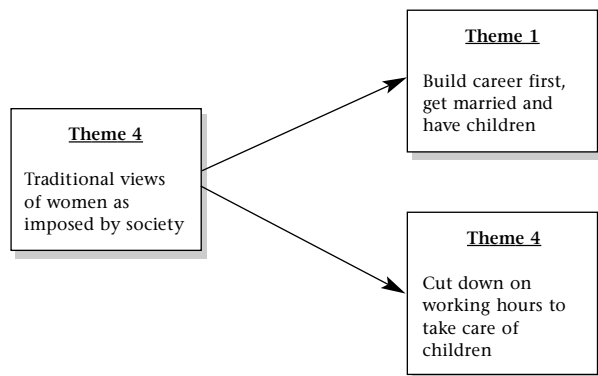 Theme 4
Traditional views
of women as
imposed by society
Theme 1
Build career first,
get married and
have children
Theme 4
Cut down on
working hours to
take care of
children